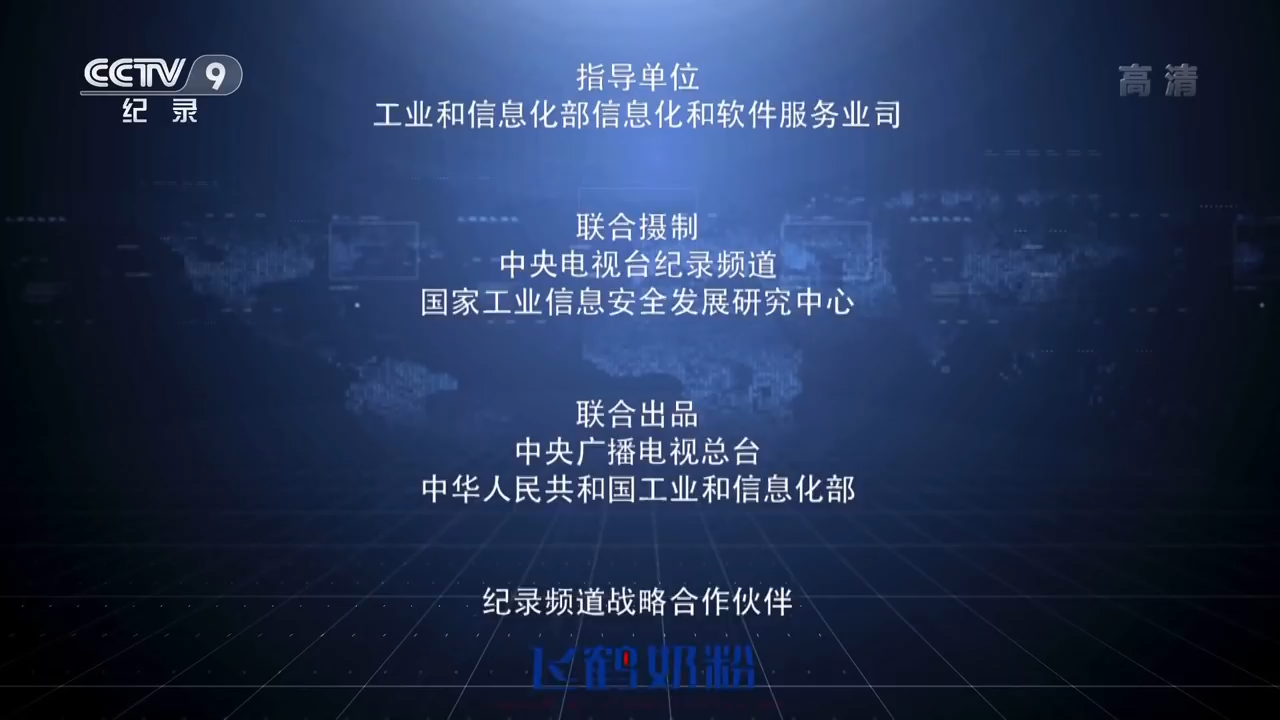 CCTV 9
纪录
高清
指导单位
工业和信息化部信息化和软件服务业司
联合摄制
中央电视台纪录频道
国家工业信息安全发展研究中心
联合出品
中央广播电视总台
中华人民共和国工业和信息化部
纪录频道战略合作伙伴
飞鹤奶粉